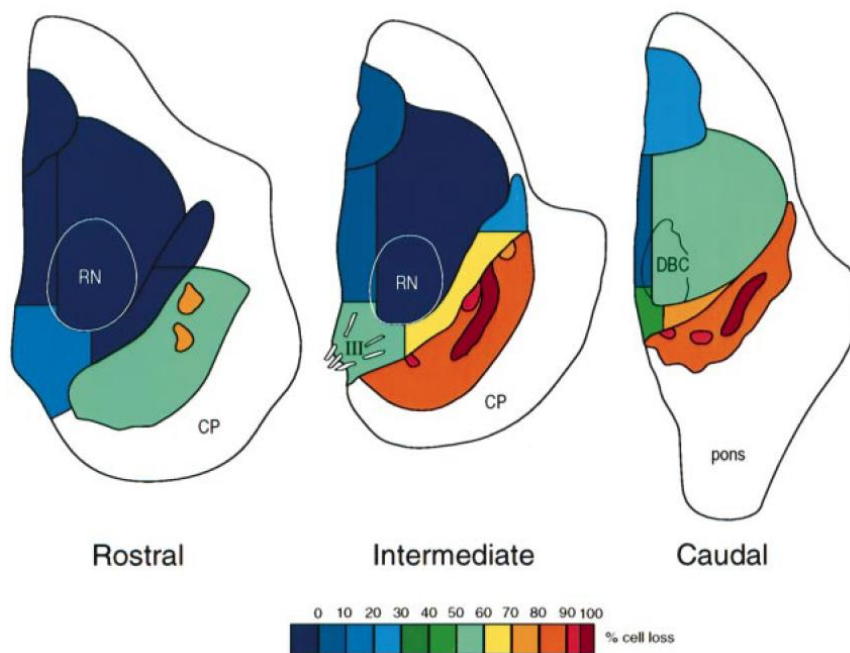 RN
CP
Rostral
RN
III
CP
Intermediate
DBC
pons
Caudal
0 10 20 30 40 50 60 70 80 90 100
% cell loss